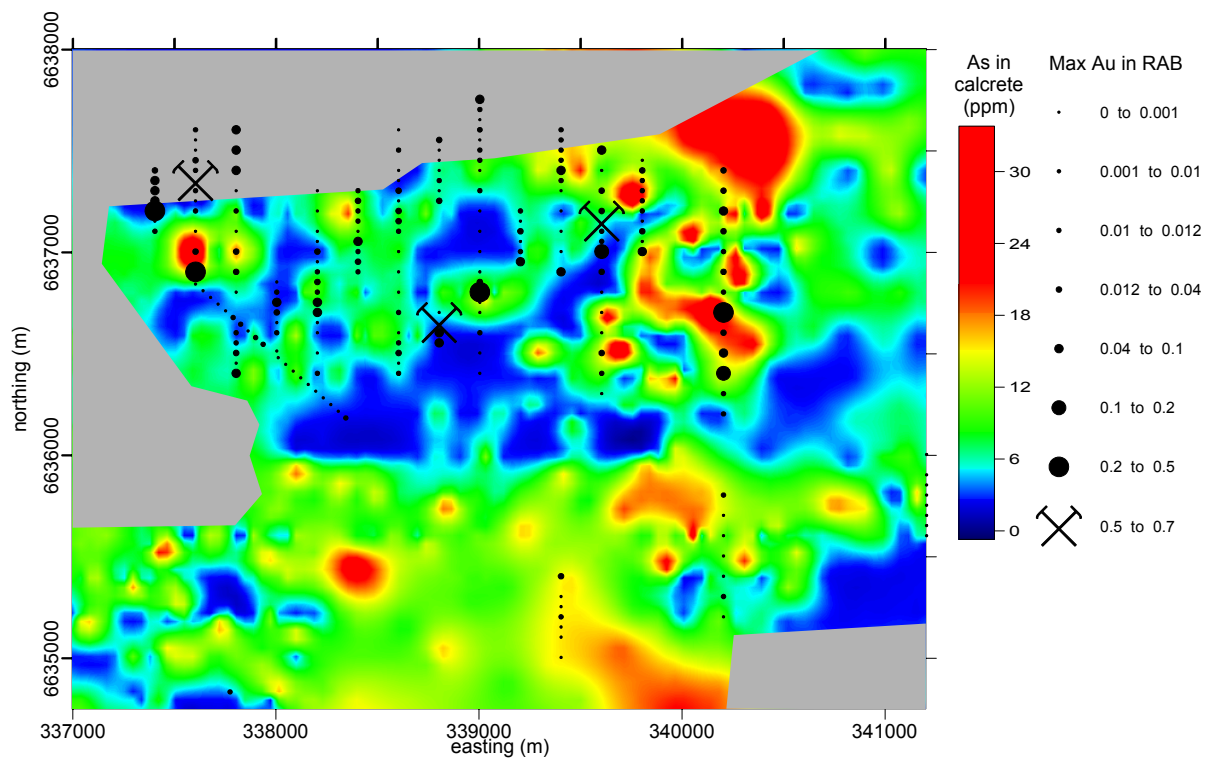 6638000
6637000
6636000
6635000
northing (m)
337000
338000
339000
340000
341000
easting (m)
As in
calcrete
(ppm)
30
24
18
12
6
0
Max Au in RAB
0 to 0.001
0.001 to 0.01
0.01 to 0.012
0.012 to 0.04
0.04 to 0.1
0.1 to 0.2
0.2 to 0.5
0.5 to 0.7